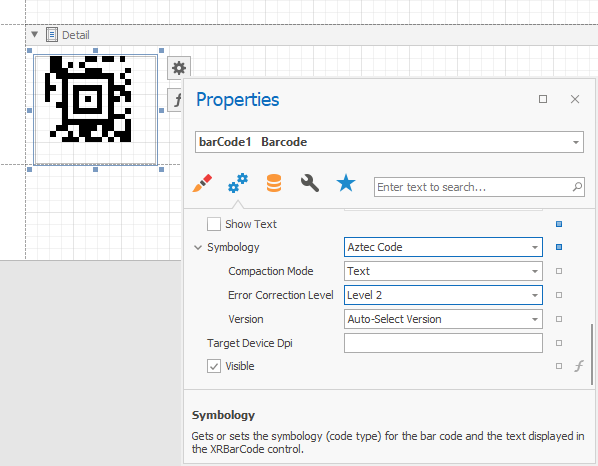 Detail
Properties
barCode1 Barcode
Enter text to search...
Show Text
Symbology Aztec Code
Compaction Mode Text
Error Correction Level Level 2
Version Auto-Select Version
Target Device Dpi
Visible
Symbology
Gets or sets the symbology (code type) for the bar code and the text displayed in
the XRBarCode control.